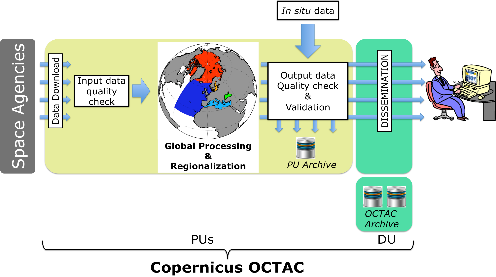 In situ data
Space Agencies
Data Download
Input data
quality
check
Global Processing
&
Regionalization
Output data
Quality check
&
Validation
PU Archive
DISSEMINATION
OCTAC
Archive
PUs
DU
Copernicus OCTAC